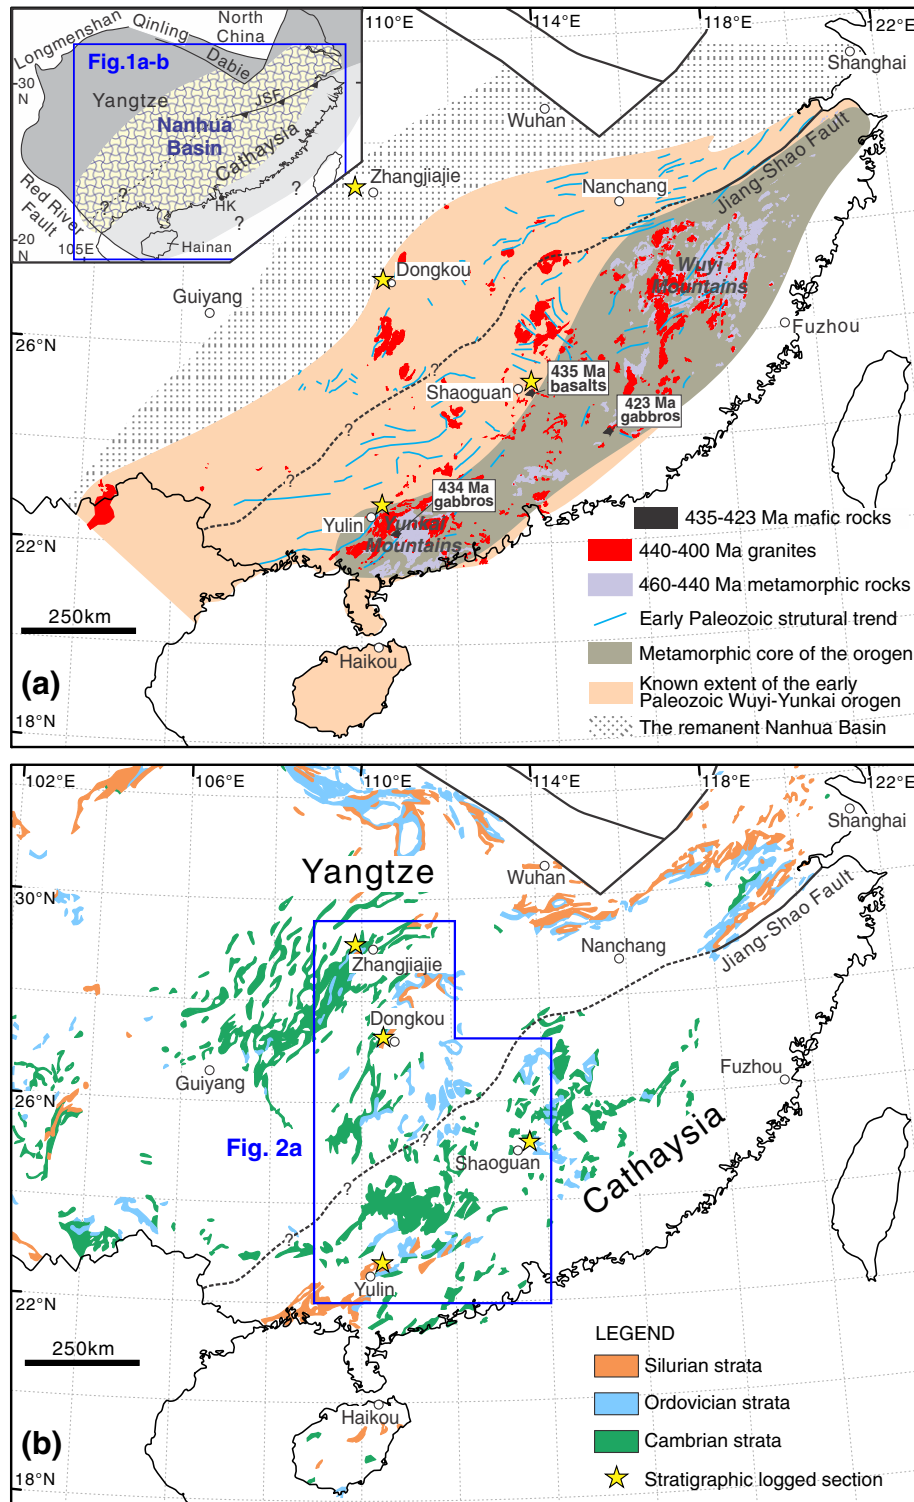 110°E
114°E
118°E
122°E
(a)
North
China
Qinling
Longmenshan
Dabie
Fig.1a-b
30
N
Yangtze
JSF
Nanhua
Basin
Cathaysia
?
?
?
?
HK
Red River
Fault
20
N
105E
Hainan
Shanghai
Wuhan
Zhangjiajie
Nanchang
Jiang-Shao Fault
Dongkou
Wuyi
Mountains
Guiyang
26°N
Fuzhou
?
435 Ma
basalts
Shaoguan
423 Ma
gabbros
?
434 Ma
gabbros
Yulin
Yunkai
Mountains
22°N
435-423 Ma mafic rocks
440-400 Ma granites
460-440 Ma metamorphic rocks
250km
Early Paleozoic strutural trend
Haikou
Metamorphic core of the orogen
(a)
Known extent of the early
Paleozoic Wuyi-Yunkai orogen
18°N
The remanent Nanhua Basin
102°E
106°E
110°E
114°E
118°E
122°E
Shanghai
Yangtze
Wuhan
30°N
Jiang-Shao Fault
Nanchang
Zhangjiajie
Dongkou
Guiyang
Fuzhou
26°N
?
Fig. 2a
Shaoguan
Cathaysia
?
?
Yulin
22°N
LEGEND
250km
Silurian strata
Ordovician strata
Haikou
(b)
Cambrian strata
Stratigraphic logged section
18°N